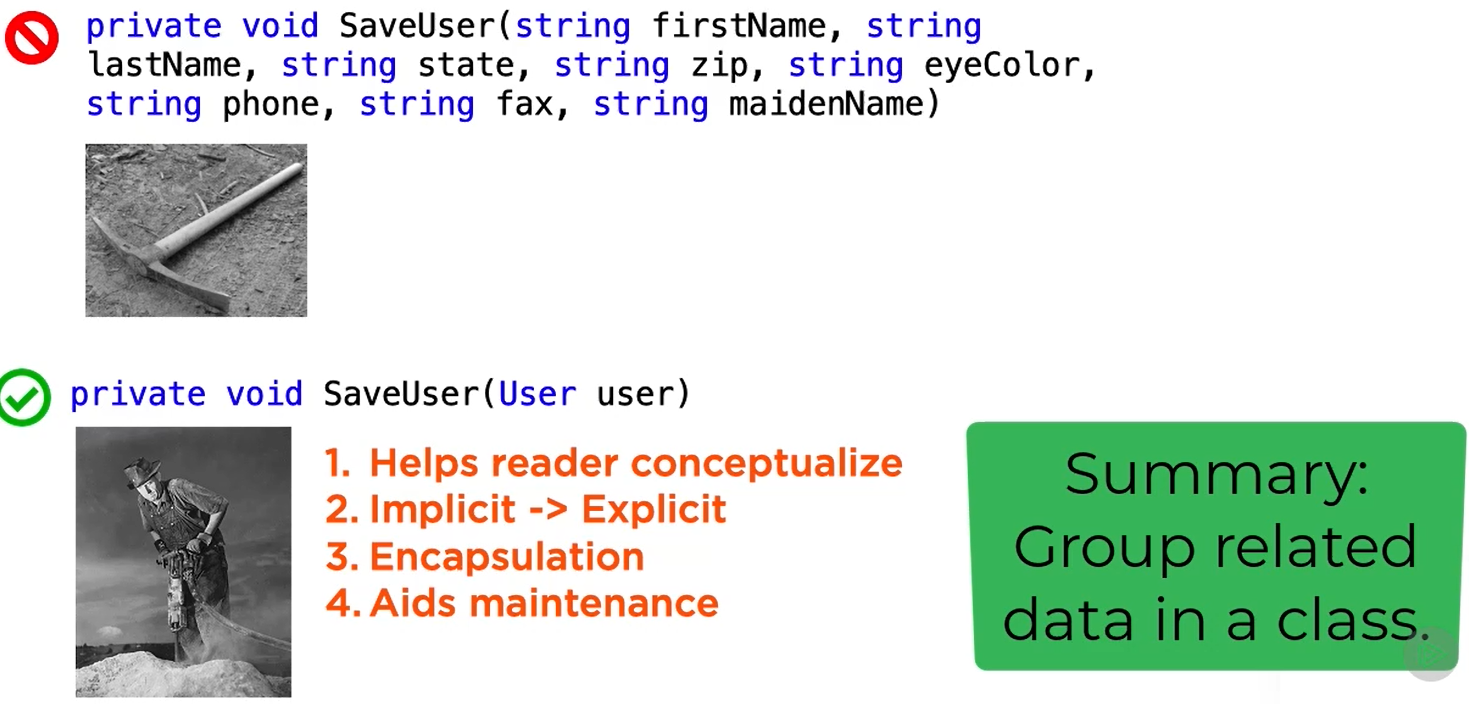 private void SaveUser(string firstName, string
lastName, string state, string zip, string eyeColor,
string phone, string fax, string maidenName)
private void SaveUser(User user)
1. Helps reader conceptualize
2. Implicit -> Explicit
3. Encapsulation
4. Aids maintenance
Summary:
Group related
data in a class.